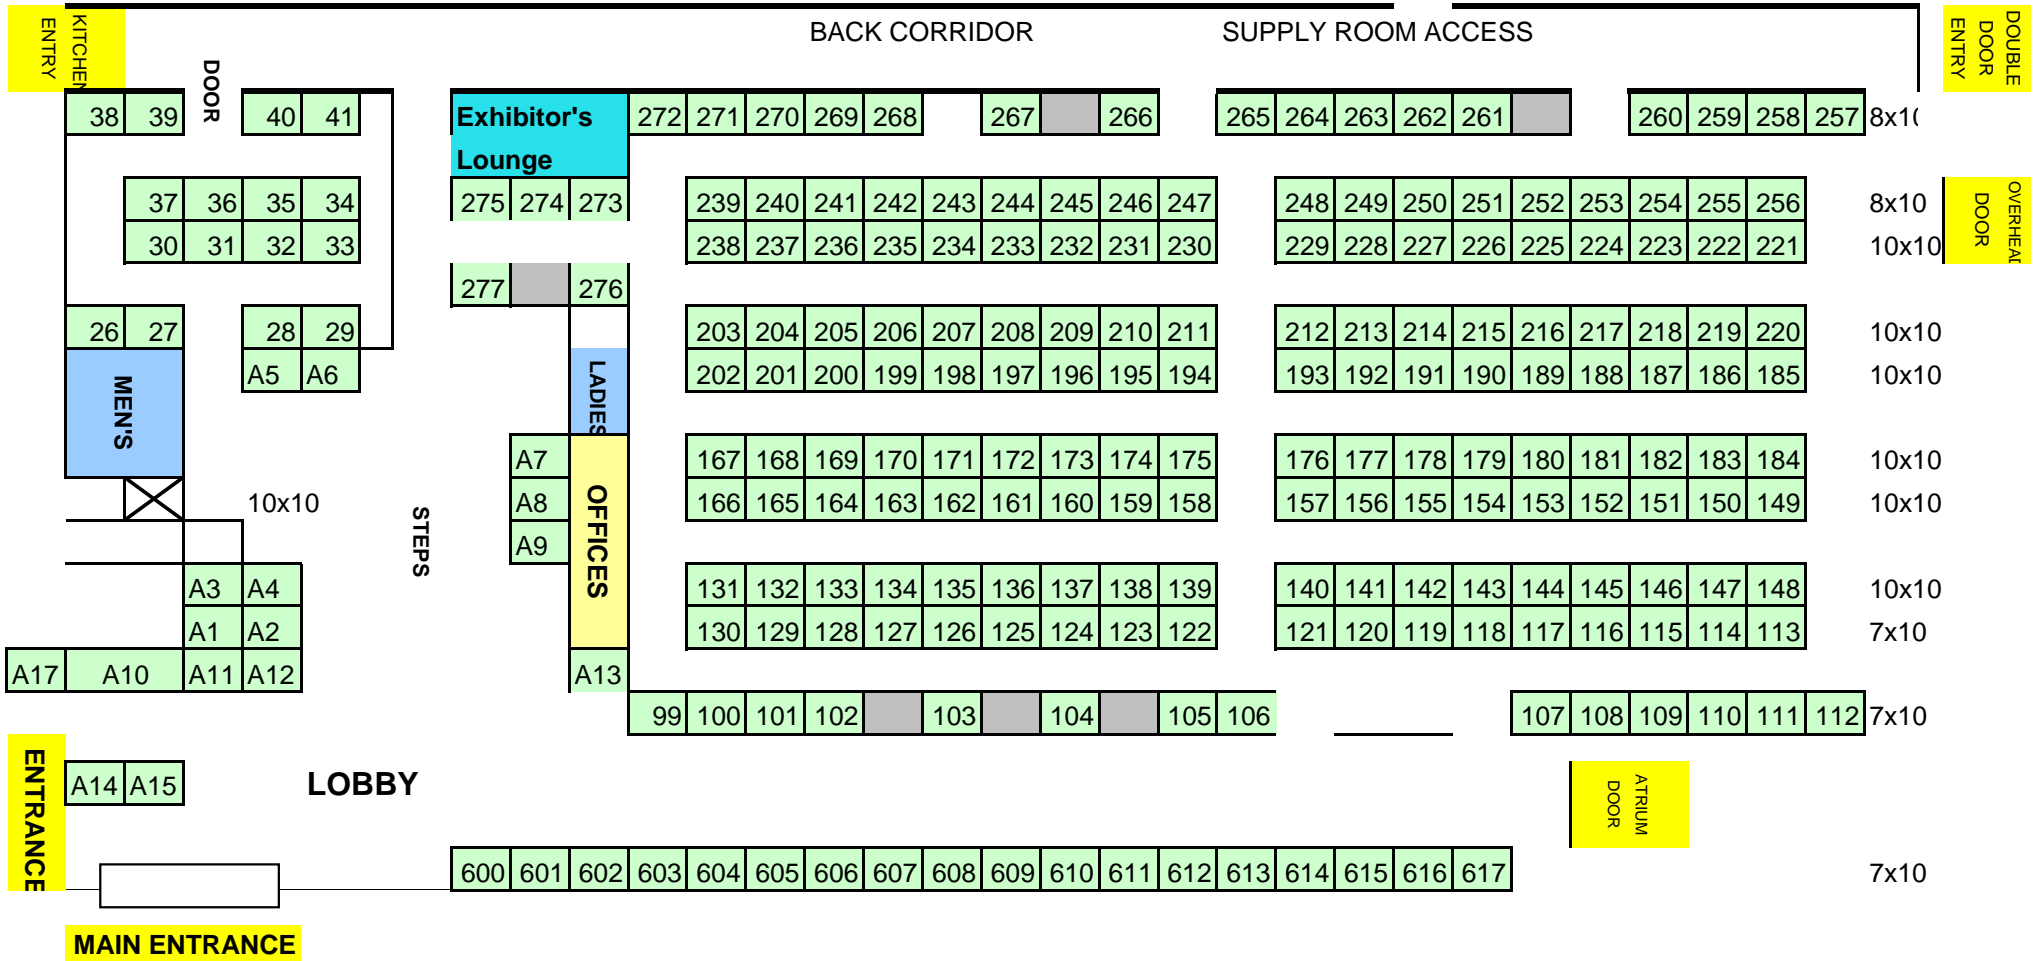 KITCHEN
ENTRY
BACK CORRIDOR SUPPLY ROOM ACCESS
DOUBLE
DOOR
ENTRY
DOOR
38 39 40 41 Exhibitor's 272 271 270 269 268 267 266 265 264 263 262 261 260 259 258 257 8x10
Lounge
37 36 35 34 275 274 273 239 240 241 242 243 244 245 246 247 248 249 250 251 252 253 254 255 256 8x10
OVERHEAD
DOOR
30 31 32 33 238 237 236 235 234 233 232 231 230 229 228 227 226 225 224 223 222 221 10x10
277 276
26 27 28 29 203 204 205 206 207 208 209 210 211 212 213 214 215 216 217 218 219 220 10x10
MEN'S
A5 A6 LADIES 202 201 200 199 198 197 196 195 194 193 192 191 190 189 188 187 186 185 10x10
A7 167 168 169 170 171 172 173 174 175 176 177 178 179 180 181 182 183 184 10x10
10x10 STEPS A8 OFFICES 166 165 164 163 162 161 160 159 158 157 156 155 154 153 152 151 150 149 10x10
A9
A3 A4 131 132 133 134 135 136 137 138 139 140 141 142 143 144 145 146 147 148 10x10
A1 A2 130 129 128 127 126 125 124 123 122 121 120 119 118 117 116 115 114 113 7x10
A17 A10 A11 A12 A13
99 100 101 102 103 104 105 106 107 108 109 110 111 112 7x10
ENTRANCE
A14 A15 LOBBY
ATRIUM
DOOR
600 601 602 603 604 605 606 607 608 609 610 611 612 613 614 615 616 617 7x10
MAIN ENTRANCE